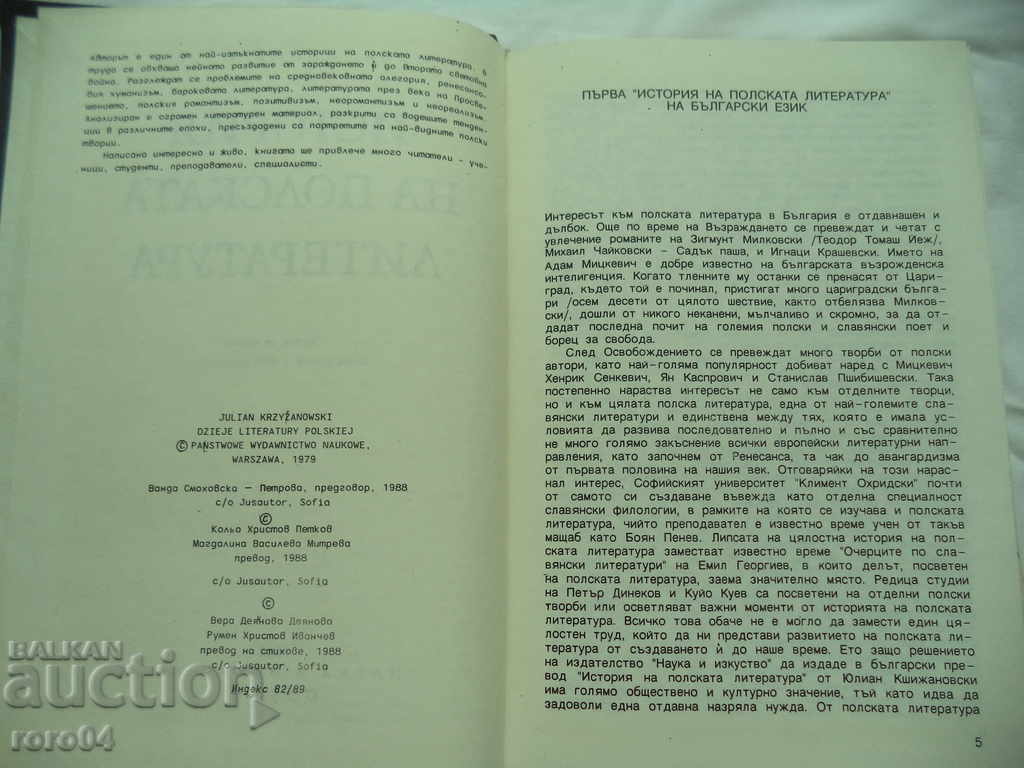 Авторът е един от най-изтъкнатите историци на полската литература. В
труда се обхваща нейното развитие от зараждането ѝ до Втората световна
война. Разглеждат се проблемите на средновековната алегория, ренесансо-
вия хуманизъм, бароковата литература, литературата през века на Просве-
щението, полския романтизъм, позитивизъм, неоромантизъм и неореализъм.
Анализиран е огромен литературен материал, разкрити са водещите тенден-
ции в различните епохи, пресъздадени са портретите на най-видните полски
творци.
Написана интересно и живо, книгата ще привлече много читатели – уче-
ници, студенти, преподаватели, специалисти.
НА ПОЛСКАТА
ЛИТЕРАТУРА
JULIAN KRZYŻANOWSKI
DZIEJE LITERATURY POLSKIEJ
© PAŃSTWOWE WYDAWNICTWO NAUKOWE,
WARSZAWA, 1979
Ванда Смоховска – Петрова, предговор, 1988
c/o Jusautor, Sofia
©
Кольо Христов Петков
Магдалина Василева Митрева
превод, 1988
c/o Jusautor, Sofia
©
Вера Деянова Деянова
Румен Христов Иванчев
превод на стихове, 1988
c/o Jusautor, Sofia
Индекс 82/89
ПЪРВА "ИСТОРИЯ НА ПОЛСКАТА ЛИТЕРАТУРА"
НА БЪЛГАРСКИ ЕЗИК
Интересът към полската литература в България е отдавнашен и
дълбок. Още по време на Възраждането се превеждат и четат с
увлечение романите на Зигмунт Милковски /Теодор Томаш Йеж/,
Михаил Чайковски – Садък паша, и Игнаци Крашевски. Името на
Адам Мицкевич е добре известно на българската възрожденска
интелигенция. Когато тленните му останки се пренасят от Цари-
град, където той е починал, пристигат много цариградски бълга-
ри /осем десети от цялото шествие, както отбелязва Милков-
ски/, дошли от никого неканени, мълчаливо и скромно, за да от-
дадат последна почит на големия полски и славянски поет и
борец за свобода.
След Освобождението се превеждат много творби от полски
автори, като най-голяма популярност добиват наред с Мицкевич
Хенрик Сенкевич, Ян Каспрович и Станислав Пшибишевски. Така
постепенно нараства интересът не само към отделните творци,
но и към цялата полска литература, една от най-големите сла-
вянски литератури и единствена между тях, която е имала ус-
ловията да развива последователно и пълно и със сравнително
не много голямо закъснение всички европейски литературни нап-
равления, като започнем от Ренесанса, та чак до авангардизма
от първата половина на нашия век. Отговаряйки на този нарас-
нал интерес, Софийският университет "Климент Охридски" почти
от самото си създаване въвежда като отделна специалност
славянски филологии, в рамките на която се изучава и полската
литература, чийто преподавател е известно време учен от такъв
мащаб като Боян Пенев. Липсата на цялостна история на пол-
ската литература заместват известно време "Очерците по сла-
вянски литератури" на Емил Георгиев, в които делът, посветен
на полската литература, заема значително място. Редица студии
на Петър Динеков и Куйо Куев са посветени на отделни полски
творби или осветляват важни моменти от историята на полската
литература. Всичко това обаче не е могло да замести един ця-
лостен труд, който да ни представи развитието на полската ли-
тература от създаването ѝ до наше време. Ето защо решението
на издателство "Наука и изкуство" да издаде в български пре-
вод "История на полската литература" от Юлиан Кшижановски
има голямо обществено и културно значение, тъй като идва да
задоволи една отдавна назряла нужда. От полската литература
5
BALKAN
auction
roro04